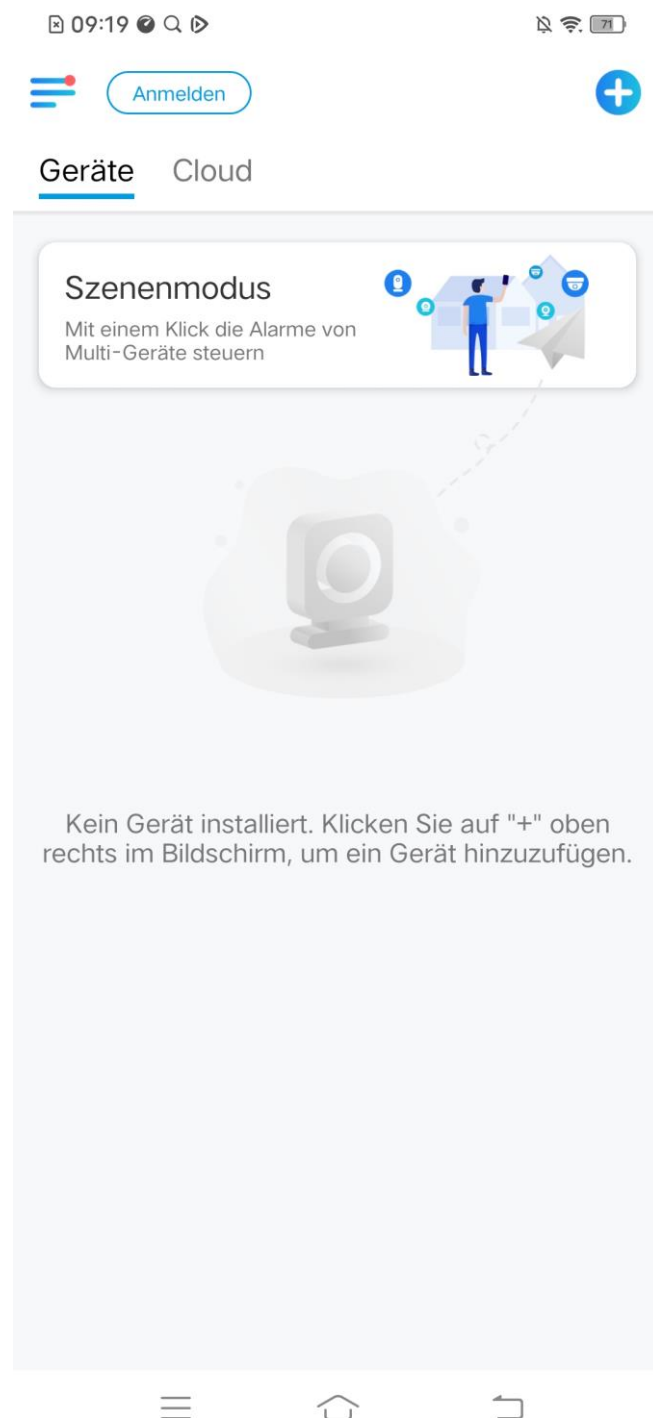 09:19
71
Anmelden
Geräte Cloud
Szenenmodus
Mit einem Klick die Alarme von
Multi-Geräte steuern
Kein Gerät installiert. Klicken Sie auf "+" oben
rechts im Bildschirm, um ein Gerät hinzuzufügen.